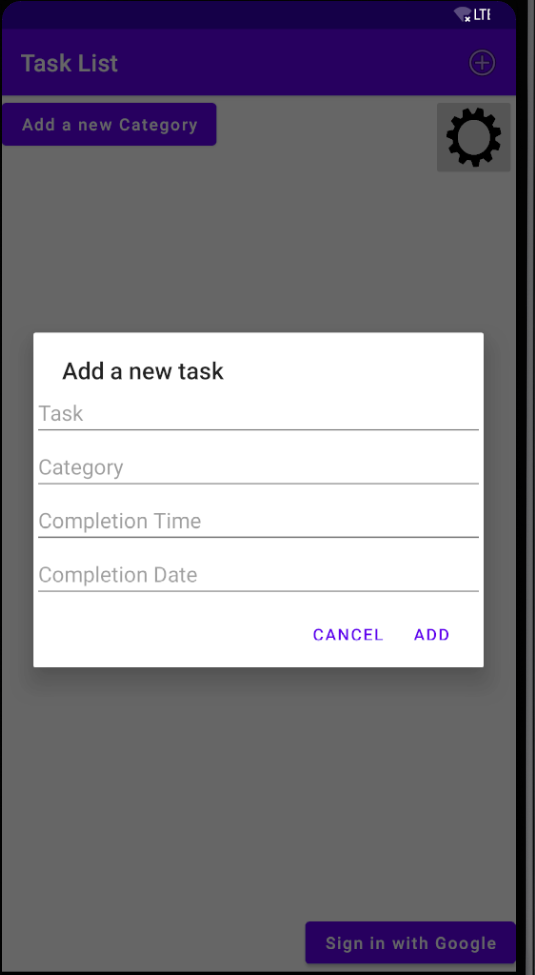 LTE
Task List
Add a new Category
Add a new task
Task
Category
Completion Time
Completion Date
CANCEL
ADD
Sign in with Google